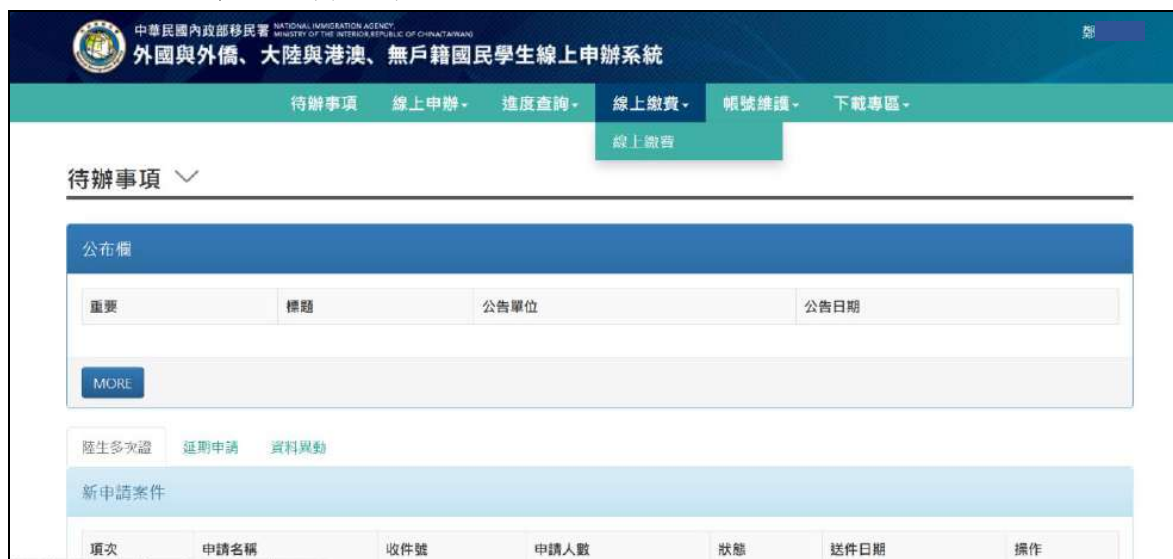 中華民國內政部移民署 NATIONAL IMMIGRATION AGENCY,
MINISTRY OF THE INTERIOR, REPUBLIC OF CHINA(TAIWAN)
外國與外僑、大陸與港澳、無戶籍國民學生線上申辦系統
鄭
待辦事項 線上申辦 進度查詢 線上繳費 帳號維護 下載專區
線上繳費
待辦事項
公布欄
重要 標題 公告單位 公告日期
MORE
陸生多次證 延期申請 資料異動
新申請案件
項次 申請名稱 收件號 申請人數 狀態 送件日期 操作